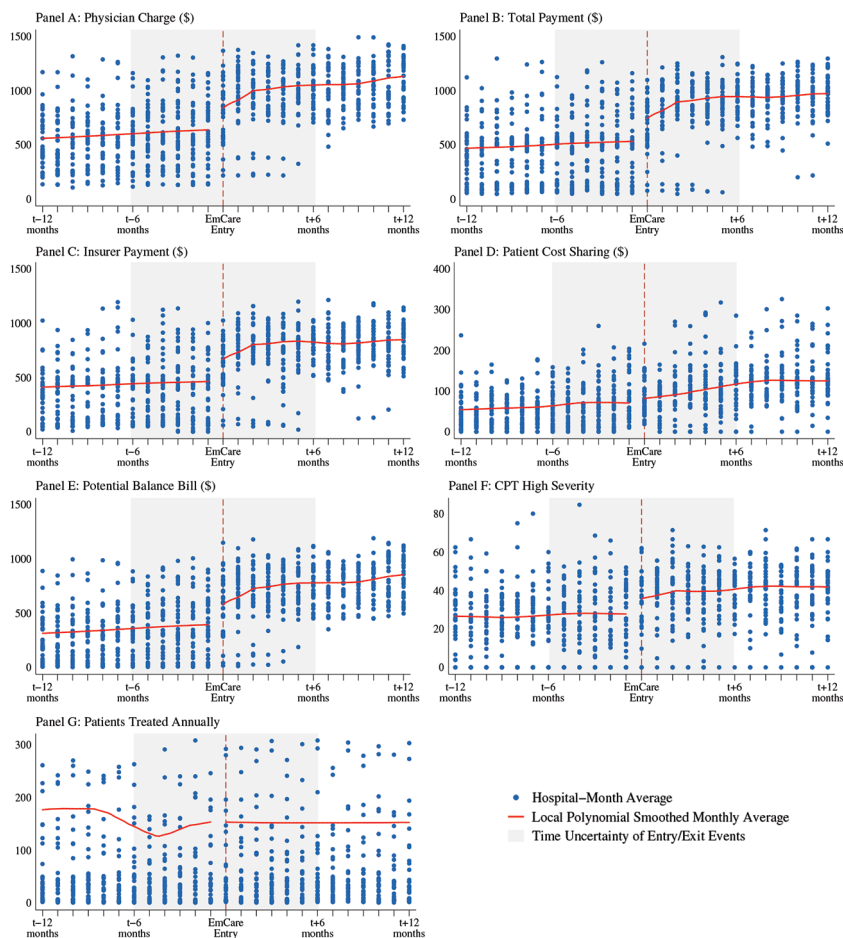 Panel A: Physician Charge ($)
1500
1000
500
0
t−12 months
t−6 months
EmCare Entry
t+6 months
t+12 months
Panel B: Total Payment ($)
1500
1000
500
0
t−12 months
t−6 months
EmCare Entry
t+6 months
t+12 months
Panel C: Insurer Payment ($)
1500
1000
500
0
t−12 months
t−6 months
EmCare Entry
t+6 months
t+12 months
Panel D: Patient Cost Sharing ($)
400
300
200
100
0
t−12 months
t−6 months
EmCare Entry
t+6 months
t+12 months
Panel E: Potential Balance Bill ($)
1500
1000
500
0
t−12 months
t−6 months
EmCare Entry
t+6 months
t+12 months
Panel F: CPT High Severity
80
60
40
20
0
t−12 months
t−6 months
EmCare Entry
t+6 months
t+12 months
Panel G: Patients Treated Annually
300
200
150
100
0
t−12 months
t−6 months
EmCare Entry
t+6 months
t+12 months
Hospital−Month Average
Local Polynomial Smoothed Monthly Average
Time Uncertainty of Entry/Exit Events